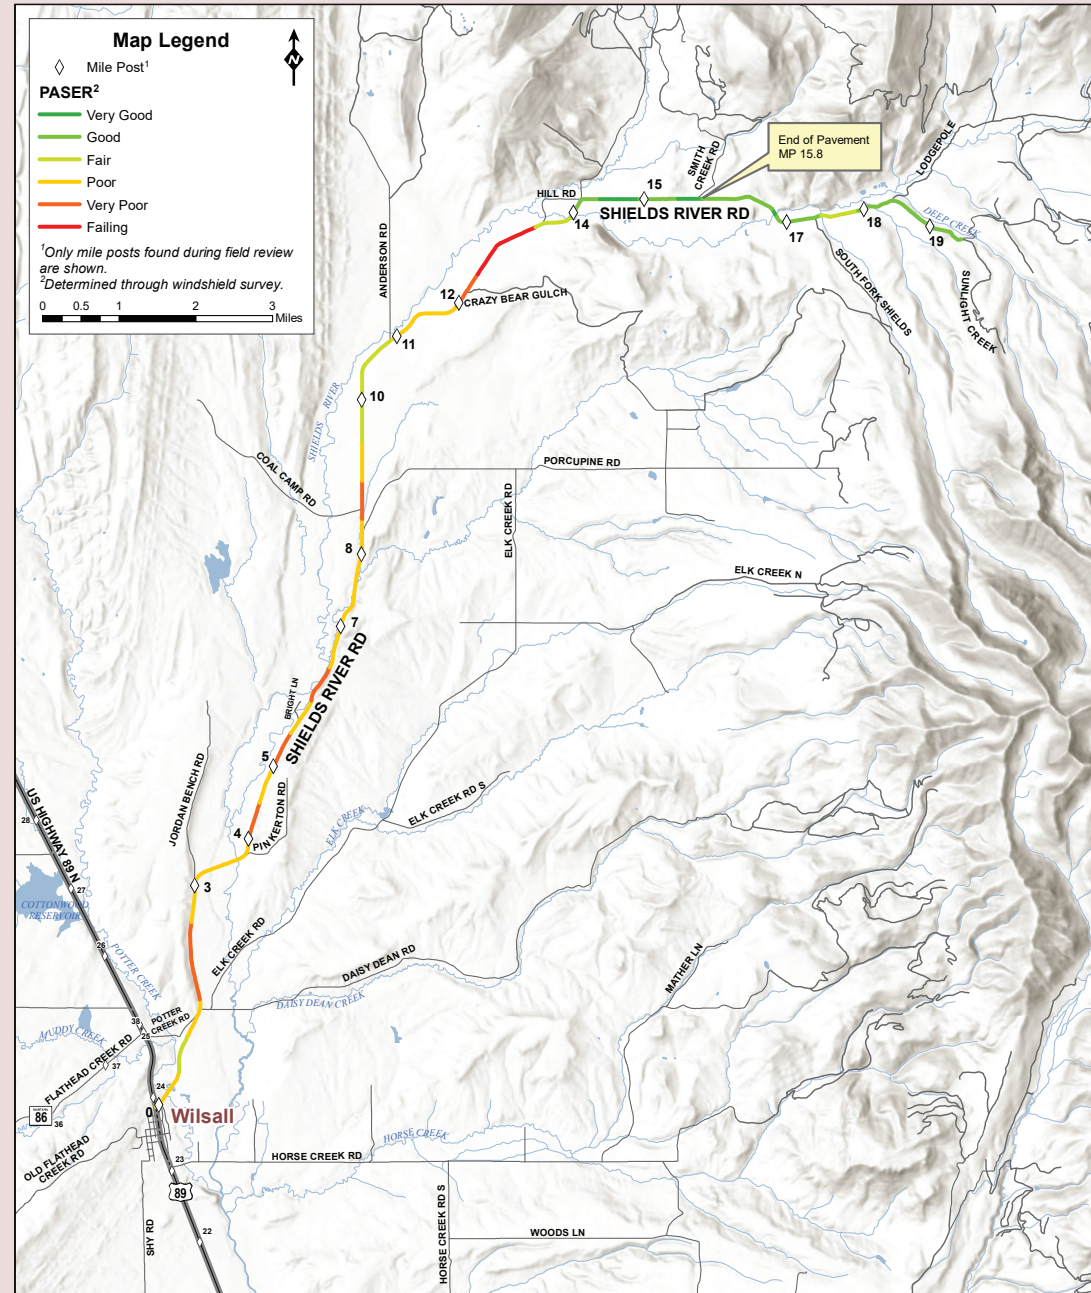 Map Legend
N
Mile Post1
PASER2
Very Good
Good
Fair
Poor
Very Poor
Failing
1Only mile posts found during field review
are shown.
2Determined through windshield survey.
0 0.5 1 2 3
Miles
End of Pavement
MP 15.8
SMITH
CREEK RD
LODGEPOLE
HILL RD
15
SHIELDS RIVER RD
14
17
18
DEEP CREEK
19
ANDERSON RD
SOUTH FORK SHIELDS
SUNLIGHT CREEK
12
CRAZY BEAR GULCH
11
SHIELDS RIVER
10
COAL CAMP RD
PORCUPINE RD
ELK CREEK RD
8
ELK CREEK N
7
SHIELDS RIVER RD
BRIGHT LN
5
JORDAN BENCH RD
PINKERTON RD
ELK CREEK RD S
ELK CREEK
4
US HIGHWAY 89 N
28
27
3
COTTONWOOD
RESERVOIR
26
POTTER CREEK
ELK CREEK RD
DAISY DEAN RD
MATHER LN
DAISY DEAN CREEK
POTTER
CREEK RD
38
25
MUDDY CREEK
FLATHEAD CREEK RD
37
24
0
Wilsall
86
36
OLD FLATHEAD
CREEK RD
HORSE CREEK
HORSE CREEK RD
23
89
SHY RD
22
HORSE CREEK RD S
WOODS LN